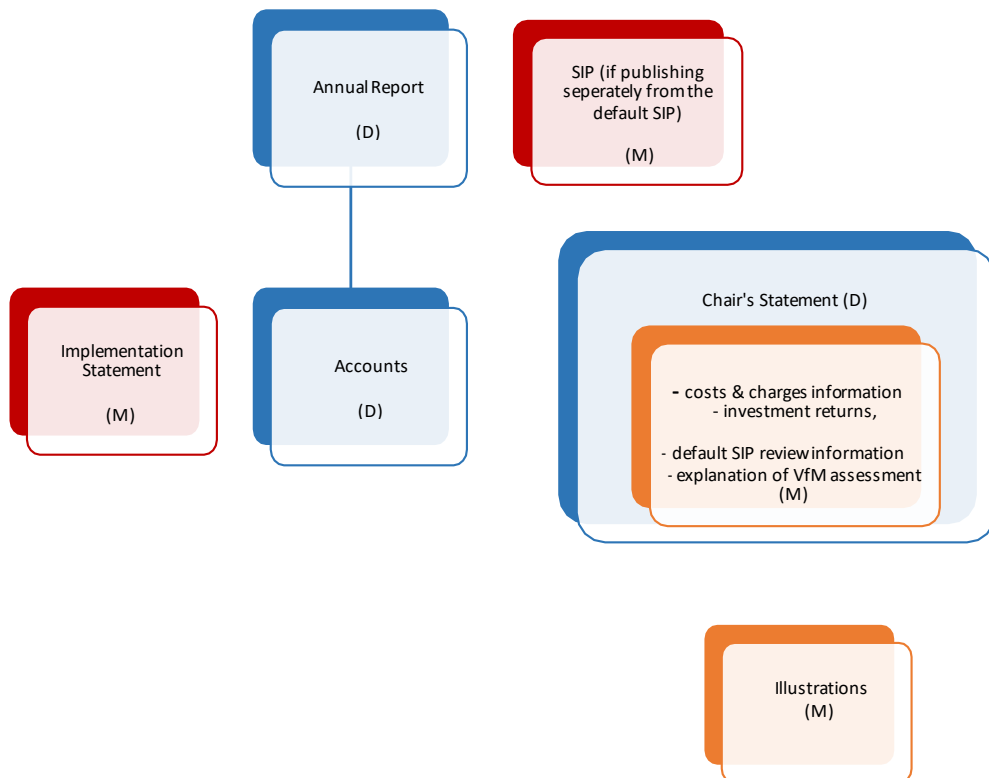 Annual Report
(D)
SIP (if publishing
seperately from the
default SIP)
(M)
Chair's Statement (D)
Implementation
Statement
(M)
Accounts
(D)
- costs & charges information
- investment returns,
- default SIP review information
- explanation of VfM assessment
(M)
Illustrations
(M)